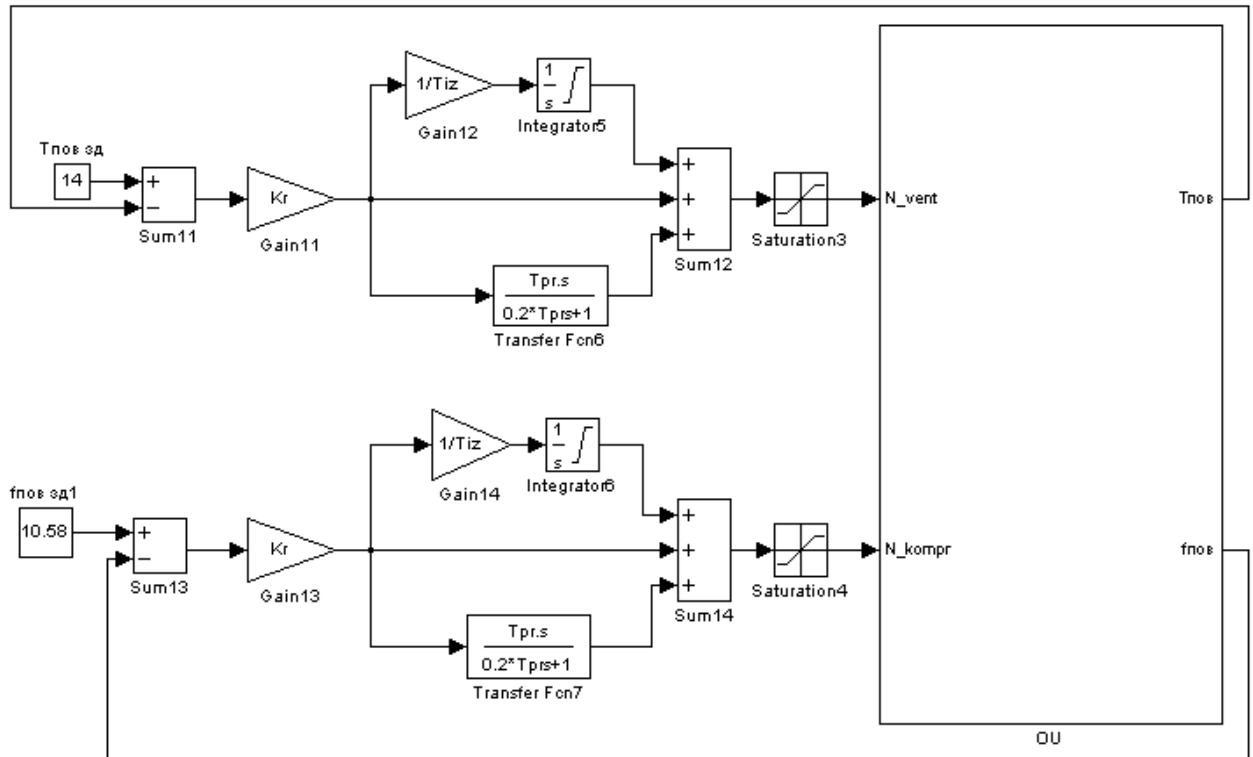 1/Tiz
1
s
Gain12
Integrator5
Tпов зд
14
+
−
Sum11
Kr
Gain11
+
+
+
Sum12
Saturation3
N_vent
Tпов
Tpr.s
0.2*Tprs+1
Transfer Fcn6
1/Tiz
1
s
Gain14
Integrator6
fпов зд1
10.58
+
−
Sum13
Kr
Gain13
+
+
+
Sum14
Saturation4
N_kompr
fпов
Tpr.s
0.2*Tprs+1
Transfer Fcn7
OU